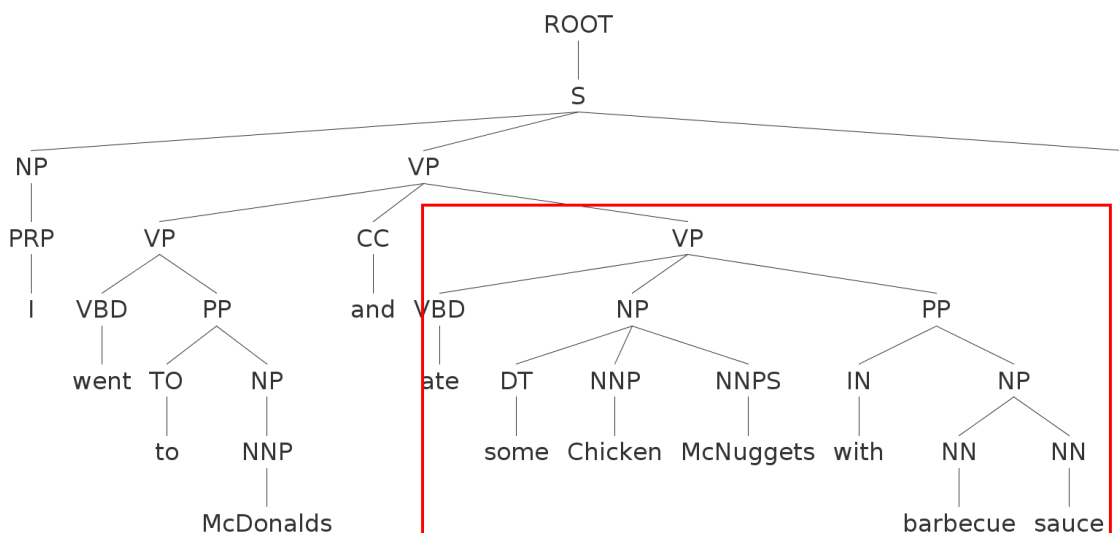 ROOT
S
NP VP
PRP VP CC VP
I VBD PP and VBD NP PP
went TO NP ate DT NNP NNPS IN NP
to NNP some Chicken McNuggets with NN NN
McDonalds barbecue sauce